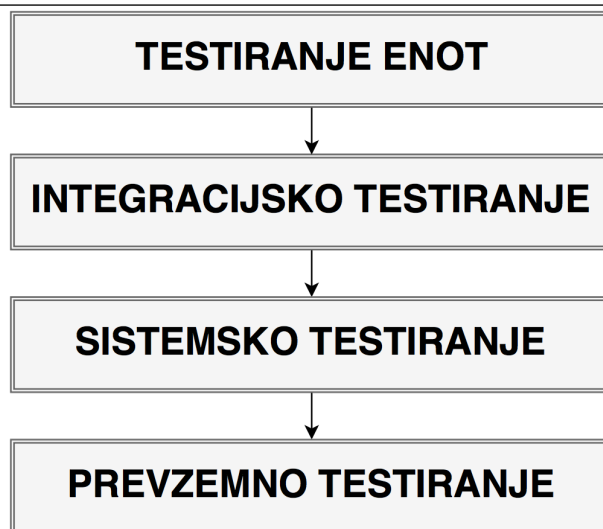 TESTIRANJE ENOT
INTEGRACIJSKO TESTIRANJE
SISTEMSKO TESTIRANJE
PREVZEMNO TESTIRANJE